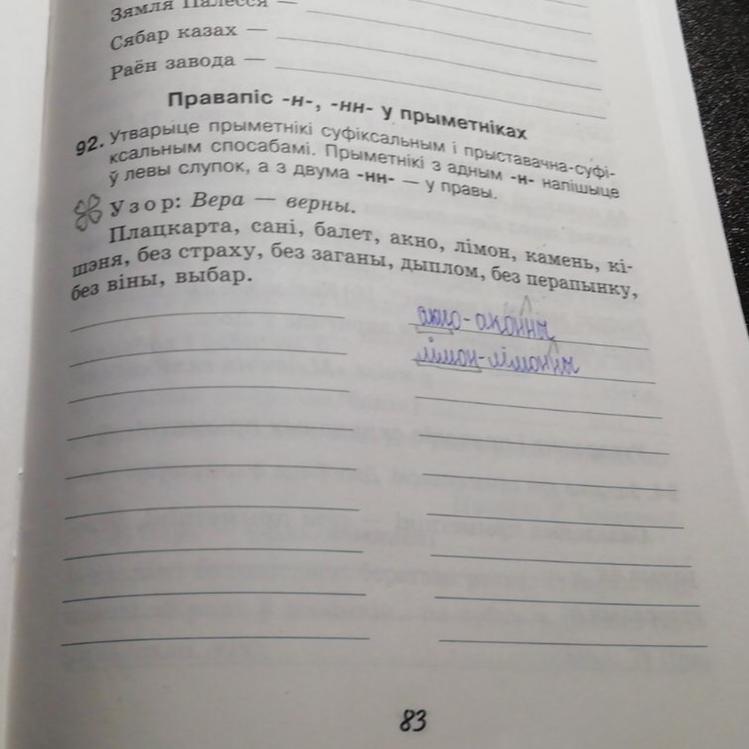 Зямля Палесся —
Сябар казах —
Раён завода —
Правапіс -н-, -нн- у прыметніках
92. Утварыце прыметнікі суфіксальным і прыставачна-суфі-
ксальным спосабамі. Прыметнікі з адным -н- напішыце
ў левы слупок, а з двума -нн- — у правы.
Узор: Вера — верны.
Плацкарта, сані, балет, акно, лімон, камень, кі-
шэня, без страху, без заганы, дыплом, без перапынку,
без віны, выбар.
акно-аконны
лімон-лімонны
83